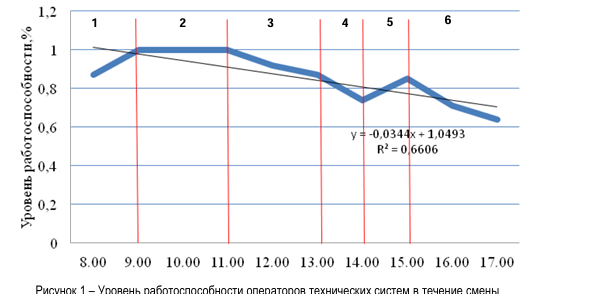 1,2
1 2 3 4 5 6
1
0,8
0,6
0,4
0,2
0
Уровень работоспособности,%
y = -0,0344x + 1,0493
R² = 0,6606
8.00 9.00 10.00 11.00 12.00 13.00 14.00 15.00 16.00 17.00
Рисунок 1 – Уровень работоспособности операторов технических систем в течение смены